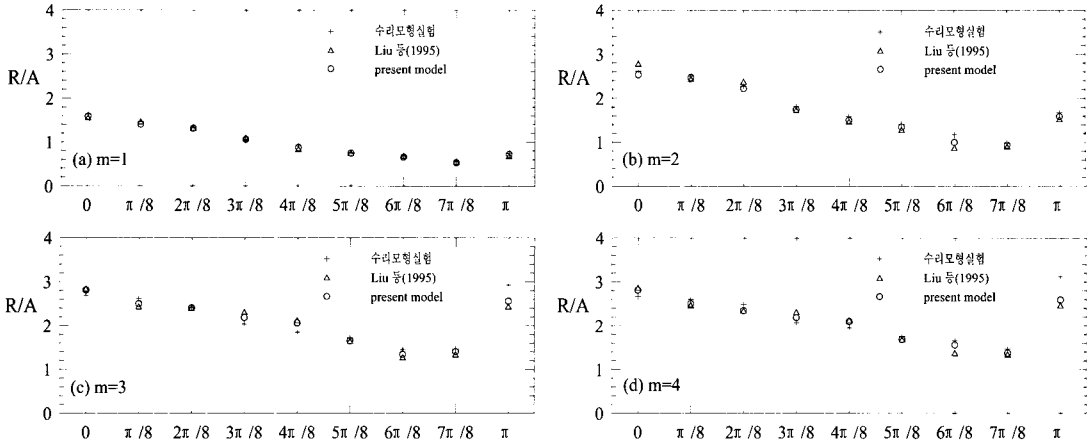 4
3
R/A
2
1
0
+ 수리모형실험
△ Liu 등(1995)
○ present model
(a) m=1
0 π/8 2π/8 3π/8 4π/8 5π/8 6π/8 7π/8 π
4
3
R/A
2
1
0
+ 수리모형실험
△ Liu 등(1995)
○ present model
(b) m=2
0 π/8 2π/8 3π/8 4π/8 5π/8 6π/8 7π/8 π
4
3
R/A
2
1
0
+ 수리모형실험
△ Liu 등(1995)
○ present model
(c) m=3
0 π/8 2π/8 3π/8 4π/8 5π/8 6π/8 7π/8 π
4
3
R/A
2
1
0
+ 수리모형실험
△ Liu 등(1995)
○ present model
(d) m=4
0 π/8 2π/8 3π/8 4π/8 5π/8 6π/8 7π/8 π